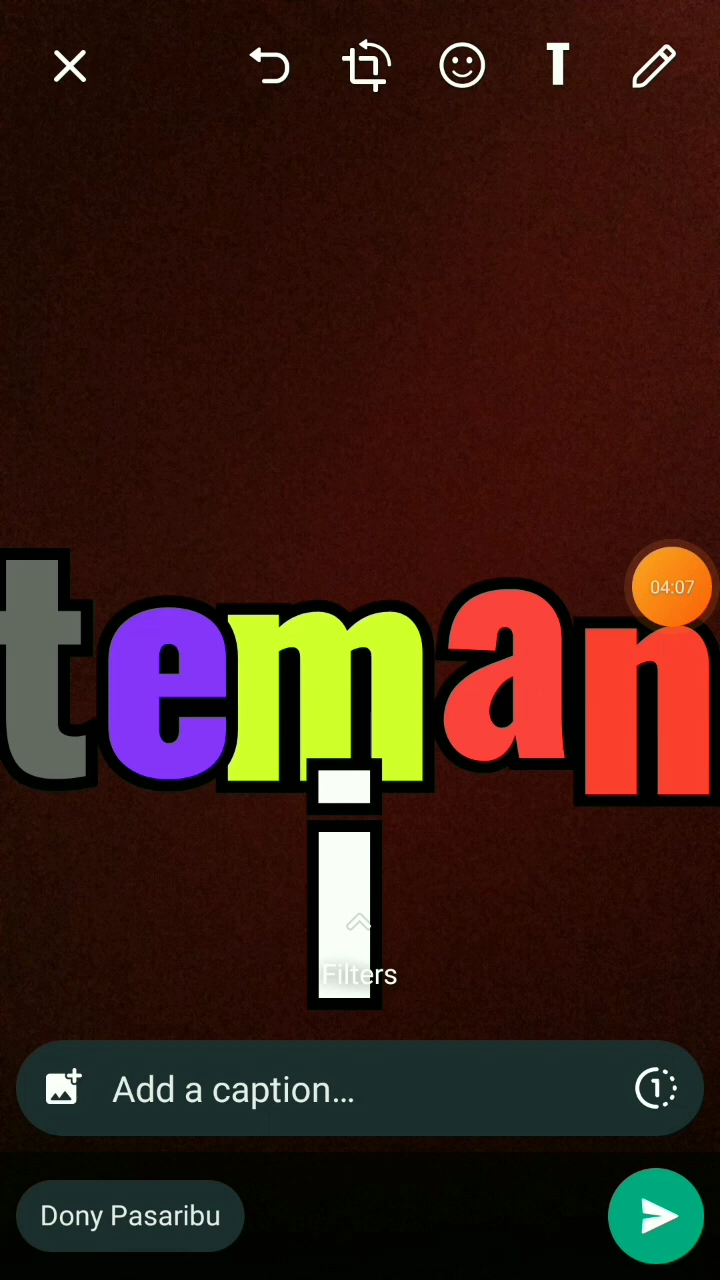 T
04:07
teman
i
Filters
Add a caption...
1
Dony Pasaribu